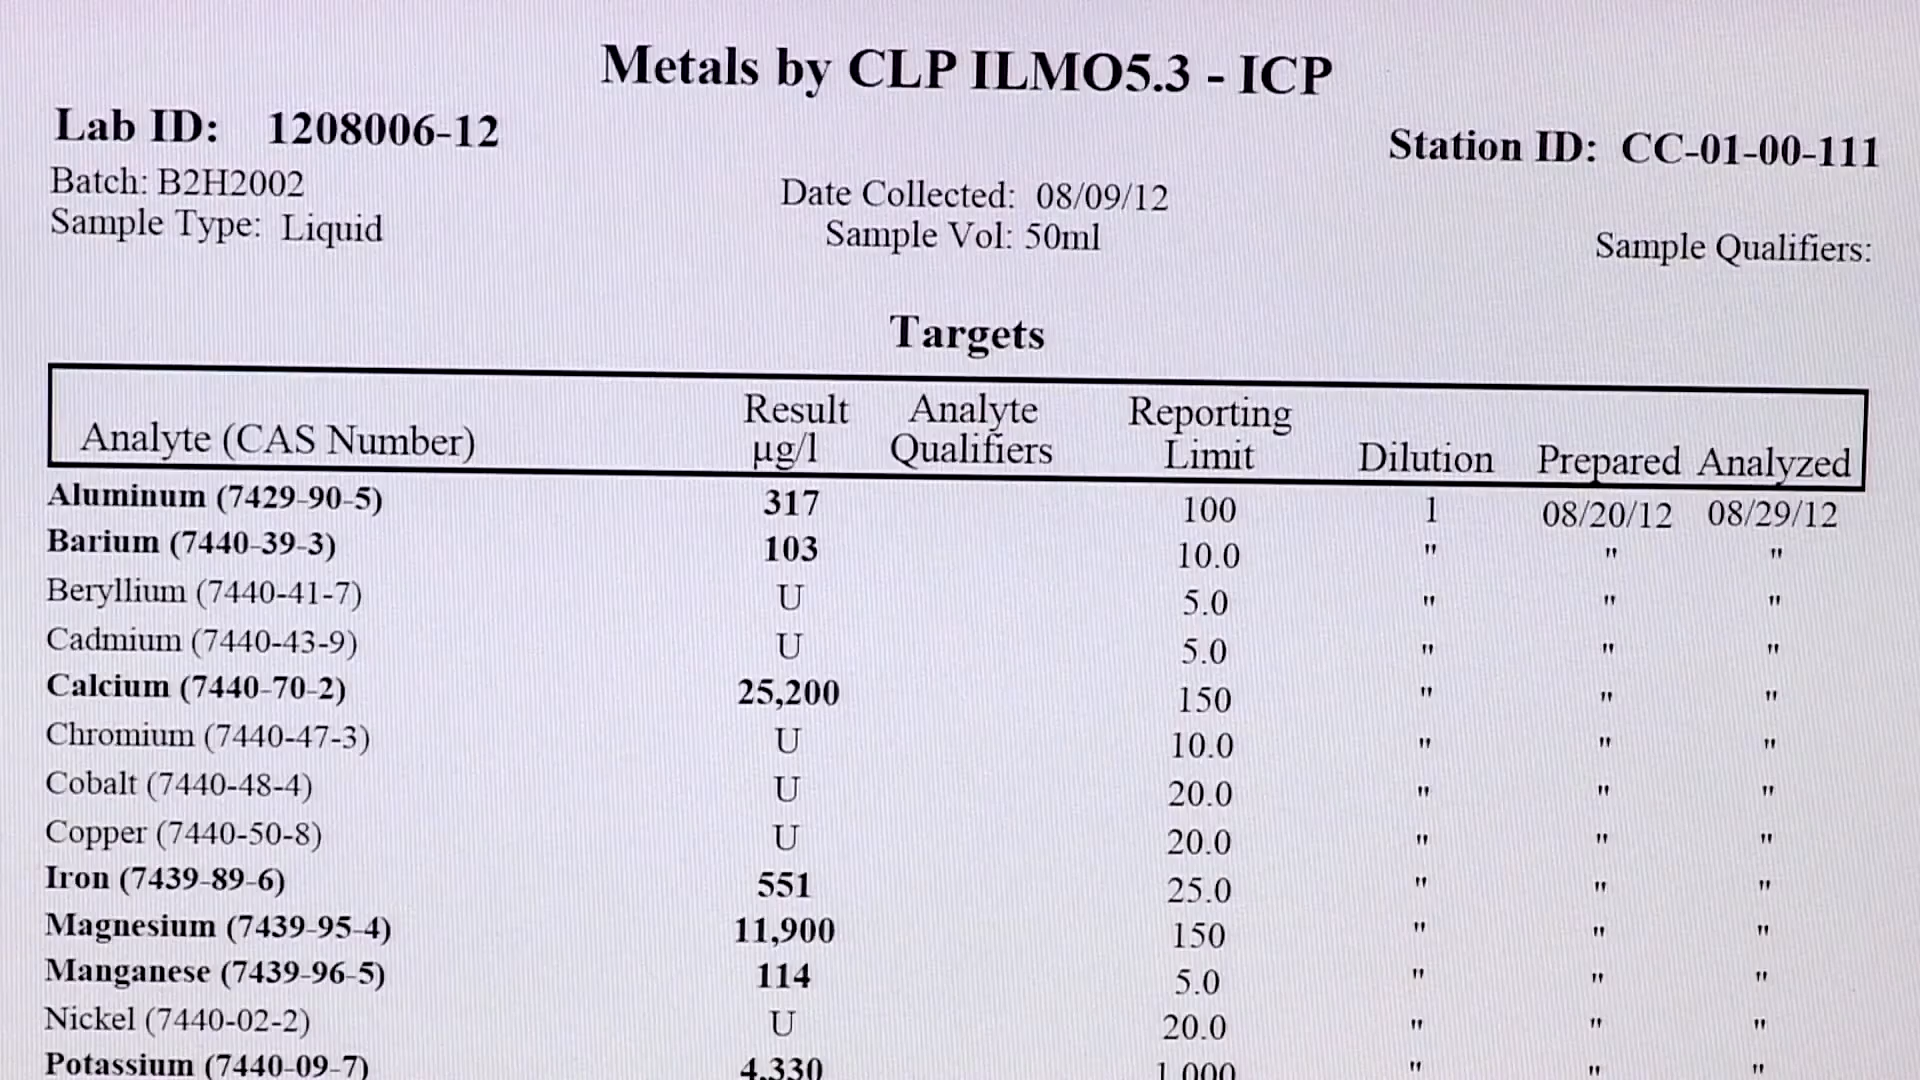 Metals by CLP ILMO5.3 - ICP
Lab ID: 1208006-12
Station ID: CC-01-00-111
Batch: B2H2002
Date Collected: 08/09/12
Sample Type: Liquid
Sample Vol: 50ml
Sample Qualifiers:
Targets
Analyte (CAS Number) Result µg/l Analyte Qualifiers Reporting Limit Dilution Prepared Analyzed
Aluminum (7429-90-5) 317 100 1 08/20/12 08/29/12
Barium (7440-39-3) 103 10.0 " " "
Beryllium (7440-41-7) U 5.0 " " "
Cadmium (7440-43-9) U 5.0 " " "
Calcium (7440-70-2) 25,200 150 " " "
Chromium (7440-47-3) U 10.0 " " "
Cobalt (7440-48-4) U 20.0 " " "
Copper (7440-50-8) U 20.0 " " "
Iron (7439-89-6) 551 25.0 " " "
Magnesium (7439-95-4) 11,900 150 " " "
Manganese (7439-96-5) 114 5.0 " " "
Nickel (7440-02-2) U 20.0 " " "
Potassium (7440-09-7) 4,330 1,000 " " "